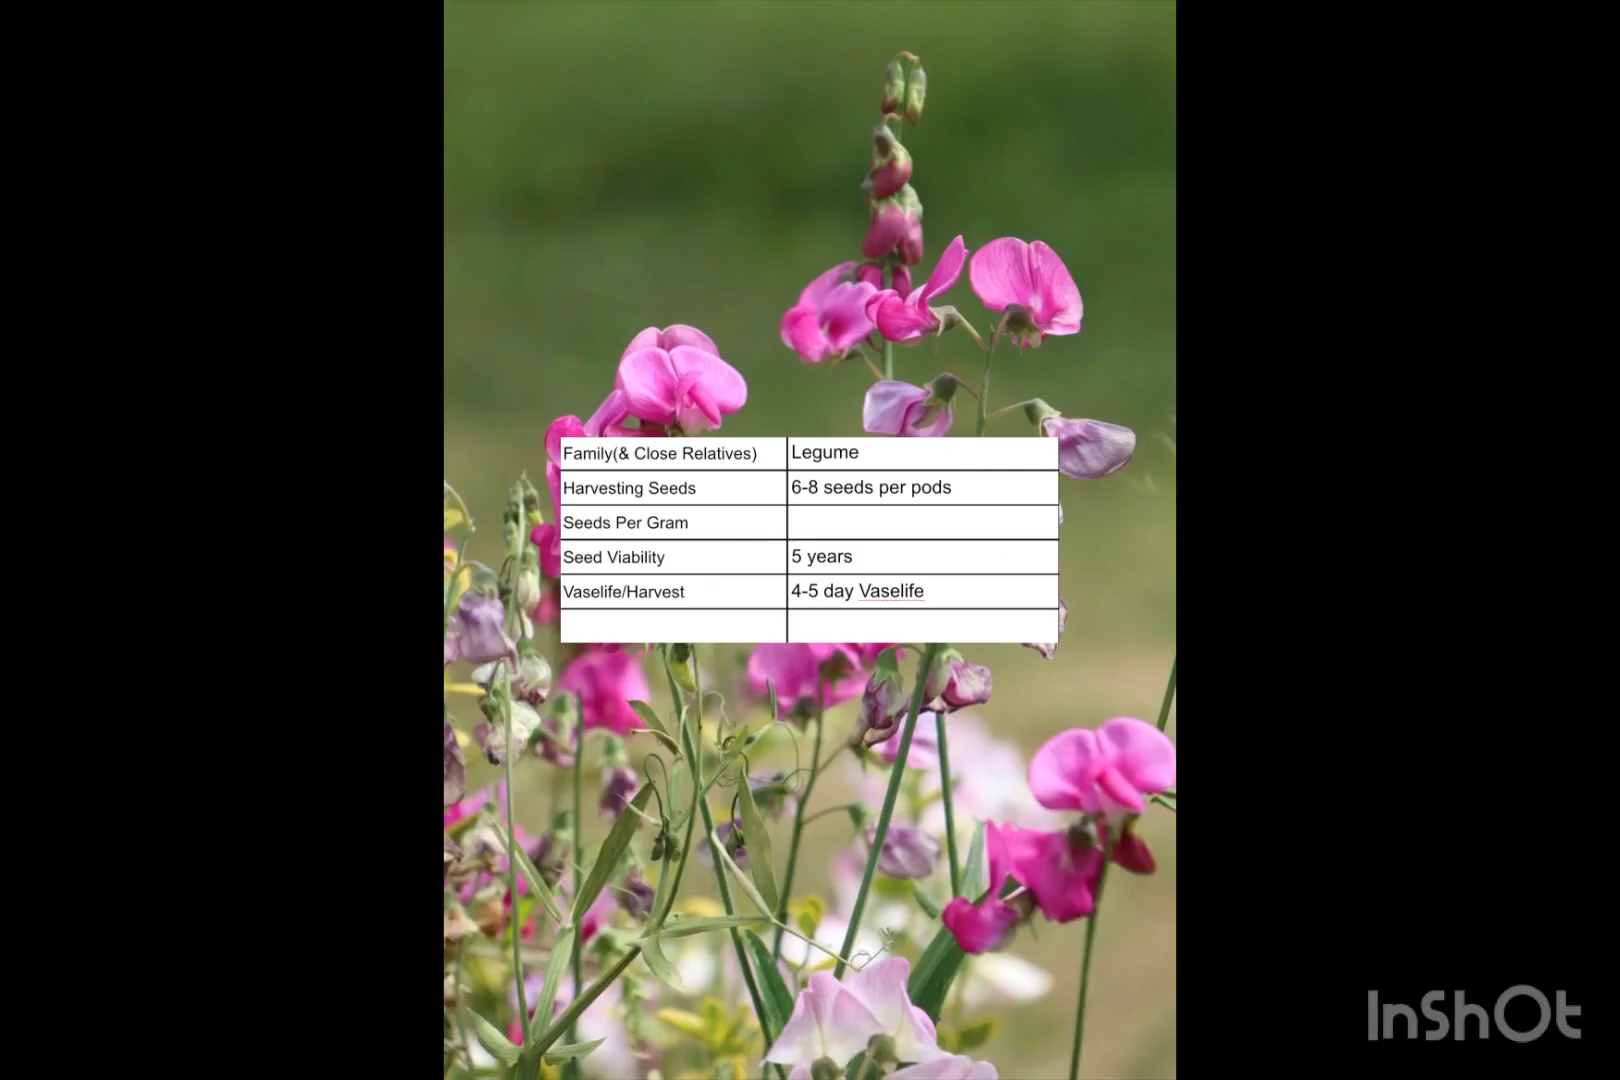 Family(& Close Relatives) Legume
Harvesting Seeds 6-8 seeds per pods
Seeds Per Gram
Seed Viability 5 years
Vaselife/Harvest 4-5 day Vaselife
InShOt